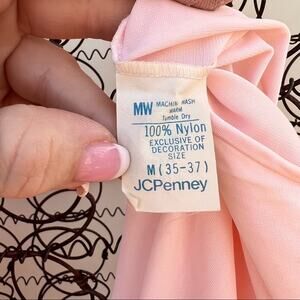 MW MACHINE WASH
WARM
Tumble Dry
100% Nylon
EXCLUSIVE OF
DECORATION
SIZE
M (35-37)
JCPenney